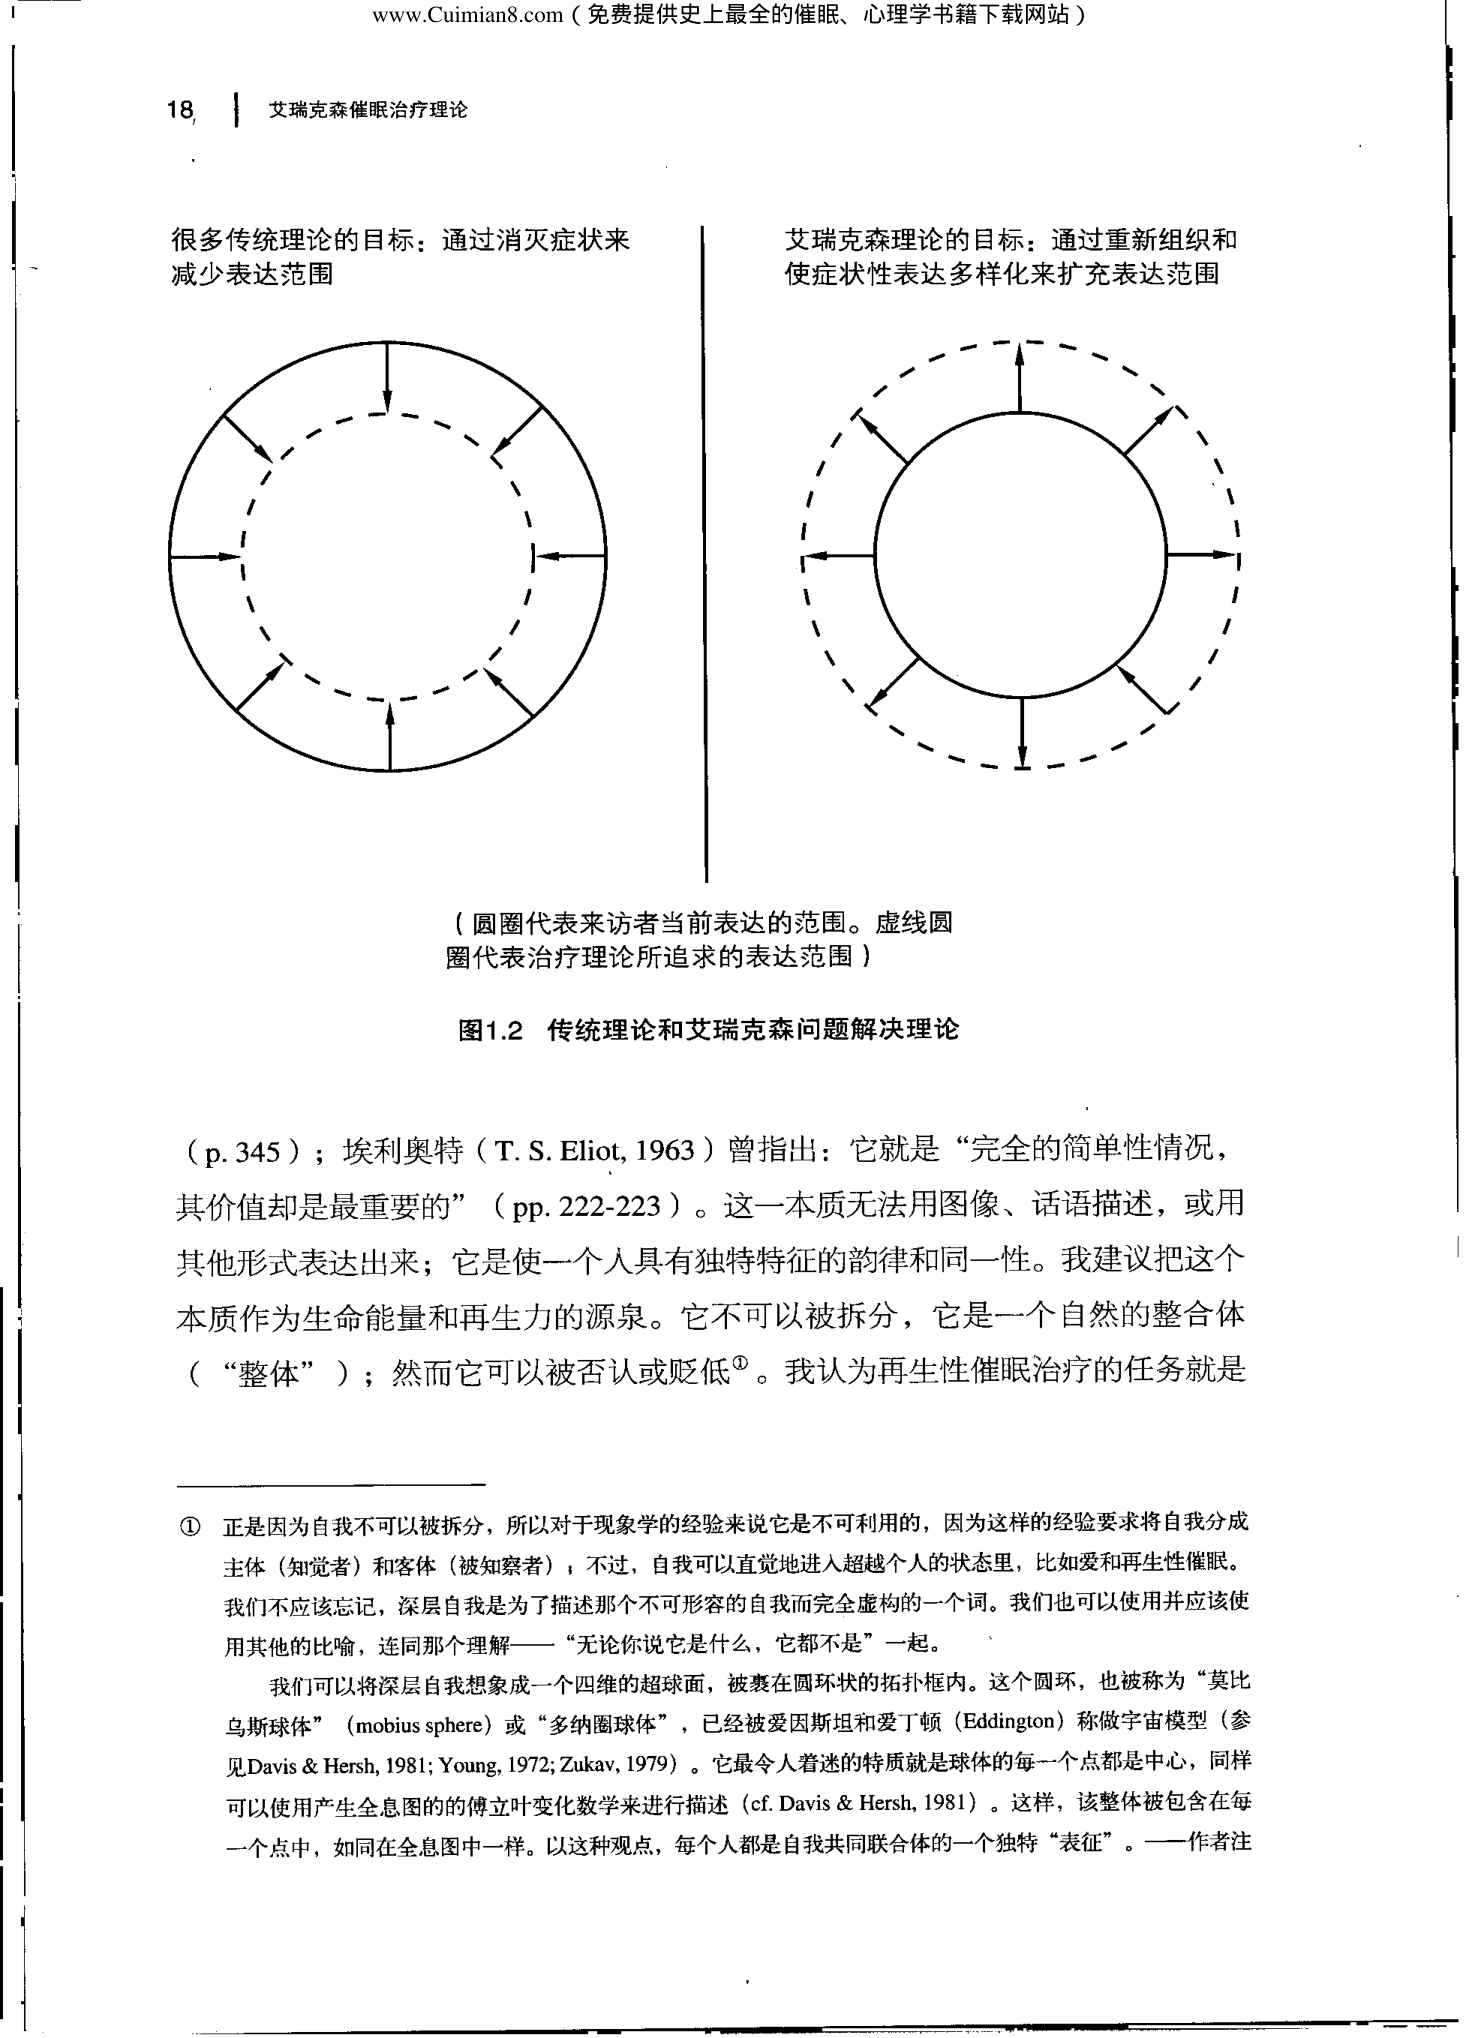 www.Cuimian8.com（免费提供史上最全的催眠、心理学书籍下载网站）
18 艾瑞克森催眠治疗理论
很多传统理论的目标：通过消灭症状来
减少表达范围
艾瑞克森理论的目标：通过重新组织和
使症状性表达多样化来扩充表达范围
（圆圈代表来访者当前表达的范围。虚线圆
圈代表治疗理论所追求的表达范围）
图1.2 传统理论和艾瑞克森问题解决理论
（p. 345）；埃利奥特（T. S. Eliot, 1963）曾指出：它就是“完全的简单性情况，
其价值却是最重要的”（pp. 222-223）。这一本质无法用图像、话语描述，或用
其他形式表达出来；它是使一个人具有独特特征的韵律和同一性。我建议把这个
本质作为生命能量和再生力的源泉。它不可以被拆分，它是一个自然的整合体
（“整体”）；然而它可以被否认或贬低①。我认为再生性催眠治疗的任务就是
① 正是因为自我不可以被拆分，所以对于现象学的经验来说它是不可利用的，因为这样的经验要求将自我分成
主体（知觉者）和客体（被知察者）；不过，自我可以直觉地进入超越个人的状态里，比如爱和再生性催眠。
我们不应该忘记，深层自我是为了描述那个不可形容的自我而完全虚构的一个词。我们也可以使用并应该使
用其他的比喻，连同那个理解——“无论你说它是什么，它都不是”一起。
我们可以将深层自我想象成一个四维的超球面，被裹在圆环状的拓扑框内。这个圆环，也被称为“莫比
乌斯球体”（mobius sphere）或“多纳圈球体”，已经被爱因斯坦和爱丁顿（Eddington）称做宇宙模型（参
见Davis & Hersh, 1981; Young, 1972; Zukav, 1979）。它最令人着迷的特质就是球体的每一个点都是中心，同样
可以使用产生全息图的的傅立叶变化数学来进行描述（cf. Davis & Hersh, 1981）。这样，该整体被包含在每
一个点中，如同在全息图中一样。以这种观点，每个人都是自我共同联合体的一个独特“表征”。——作者注